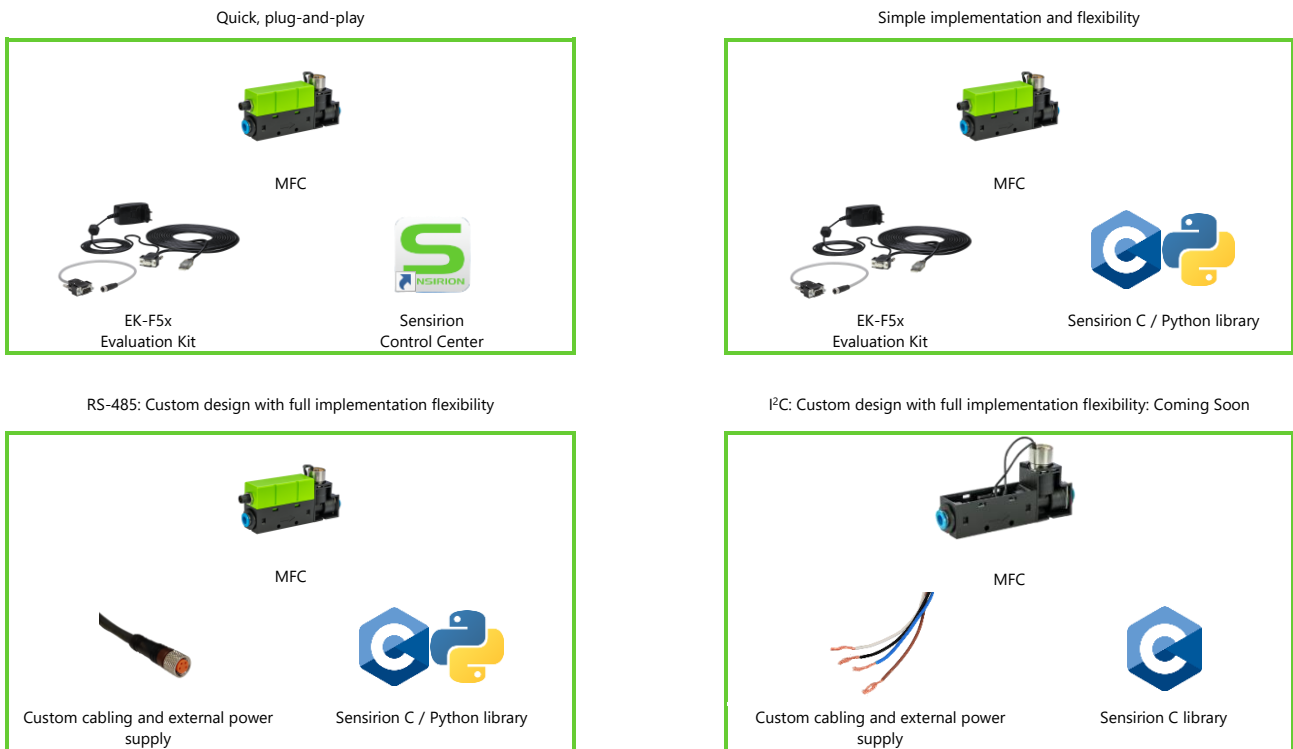 Quick, plug-and-play
Simple implementation and flexibility
MFC
MFC
S
NSIRION
C
EK-F5x
Evaluation Kit
Sensirion
Control Center
EK-F5x
Evaluation Kit
Sensirion C / Python library
RS-485: Custom design with full implementation flexibility
I²C: Custom design with full implementation flexibility: Coming Soon
MFC
MFC
C
C
Custom cabling and external power
supply
Sensirion C / Python library
Custom cabling and external power
supply
Sensirion C library